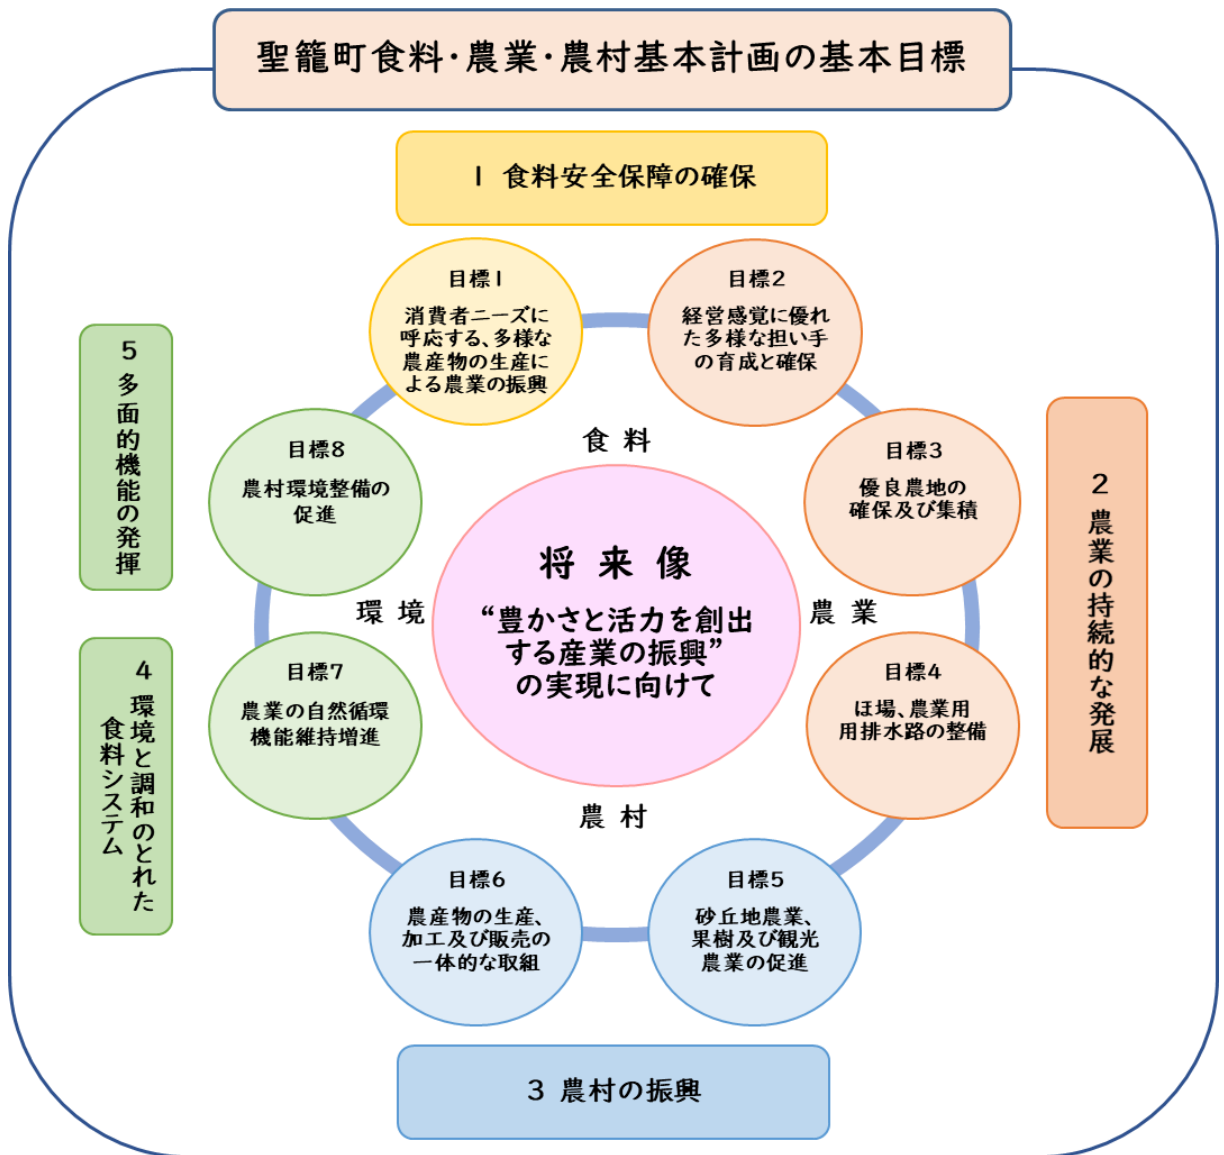 聖籠町食料・農業・農村基本計画の基本目標
1 食料安全保障の確保
目標1
消費者ニーズに
呼応する、多様な
農産物の生産に
よる農業の振興
目標2
経営感覚に優れ
た多様な担い手
の育成と確保
目標3
優良農地の
確保及び集積
目標4
ほ場、農業用
用排水路の整備
2 農業の持続的な発展
目標5
砂丘地農業、
果樹及び観光
農業の促進
目標6
農産物の生産、
加工及び販売の
一体的な取組
3 農村の振興
目標7
農業の自然循環
機能維持増進
4 環境と調和のとれた
食料システム
目標8
農村環境整備の
促進
5 多面的機能の発揮
食 料
農 業
農 村
環 境
将 来 像
“豊かさと活力を創出
する産業の振興”
の実現に向けて